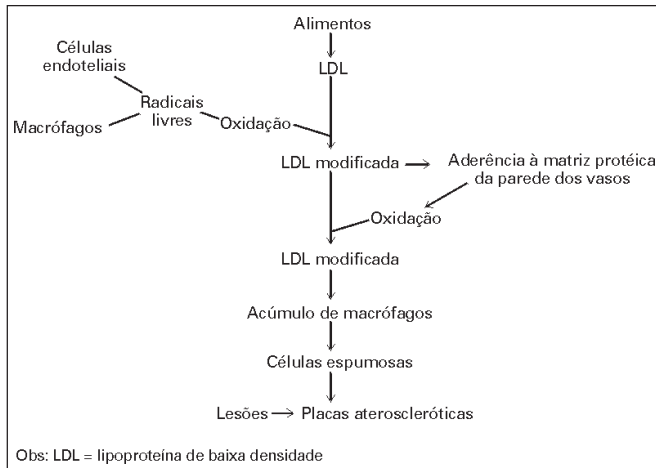 Alimentos
Células
endoteliais
LDL
Radicais
livres
Oxidação
Macrófagos
LDL modificada
Aderência à matriz protéica
da parede dos vasos
Oxidação
LDL modificada
Acúmulo de macrófagos
Células espumosas
Lesões
Placas ateroscleróticas
Obs: LDL = lipoproteína de baixa densidade